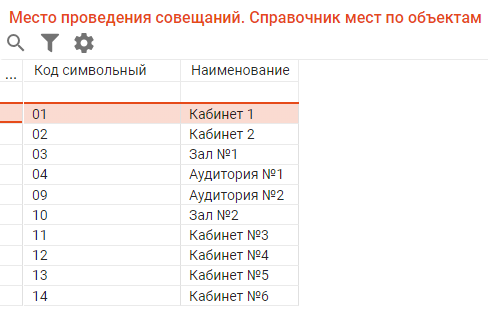 Место проведения совещаний. Справочник мест по объектам
... Код символьный Наименование
01 Кабинет 1
02 Кабинет 2
03 Зал №1
04 Аудитория №1
09 Аудитория №2
10 Зал №2
11 Кабинет №3
12 Кабинет №4
13 Кабинет №5
14 Кабинет №6